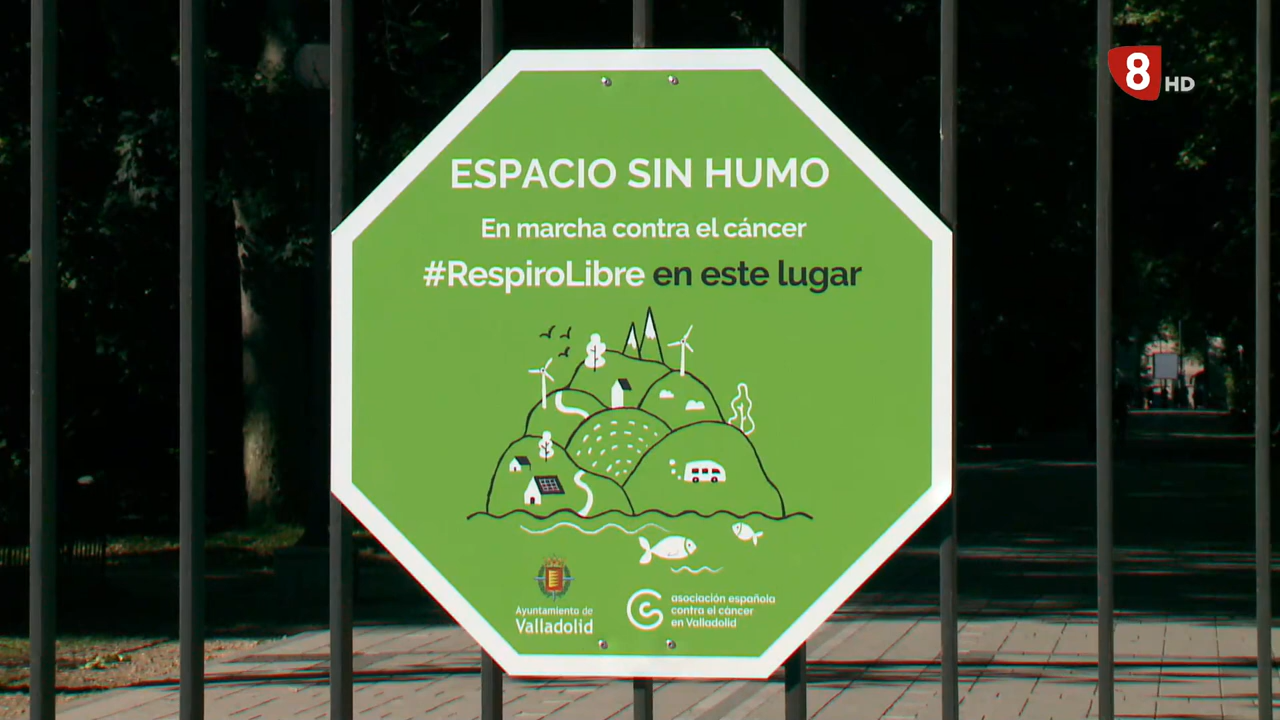 8 HD
ESPACIO SIN HUMO
En marcha contra el cáncer
#RespiroLibre en este lugar
Ayuntamiento de
Valladolid
asociación española
contra el cáncer
en Valladolid